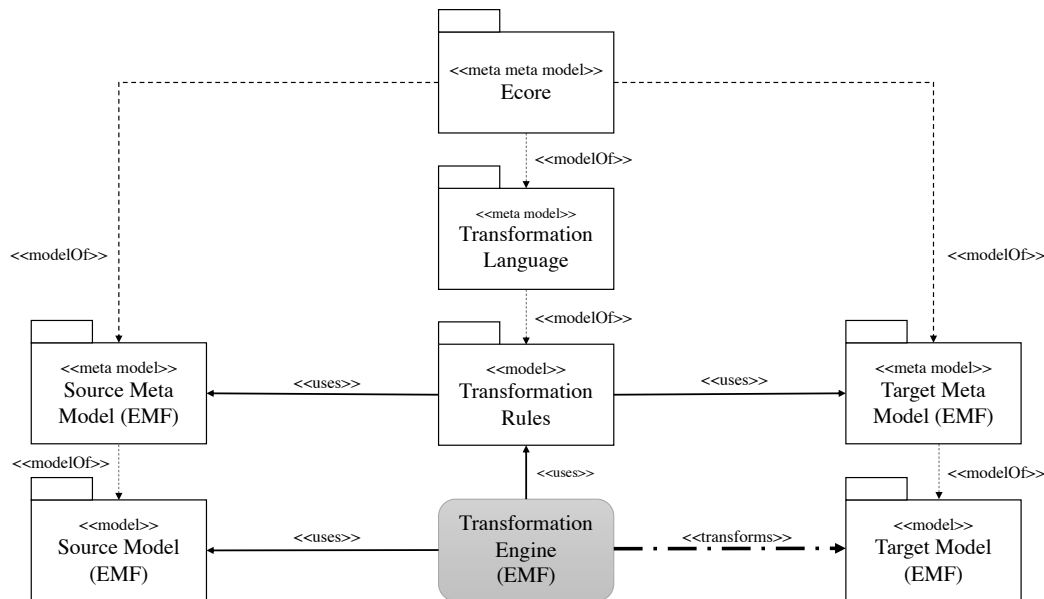 <<meta meta model>>
Ecore
<<modelOf>>
<<meta model>>
Transformation
Language
<<modelOf>>
<<modelOf>>
<<modelOf>>
<<meta model>>
Source Meta
Model (EMF)
<<uses>>
<<model>>
Transformation
Rules
<<uses>>
<<meta model>>
Target Meta
Model (EMF)
<<modelOf>>
<<uses>>
<<modelOf>>
<<model>>
Source Model
(EMF)
<<uses>>
Transformation
Engine
(EMF)
<<transforms>>
<<model>>
Target Model
(EMF)